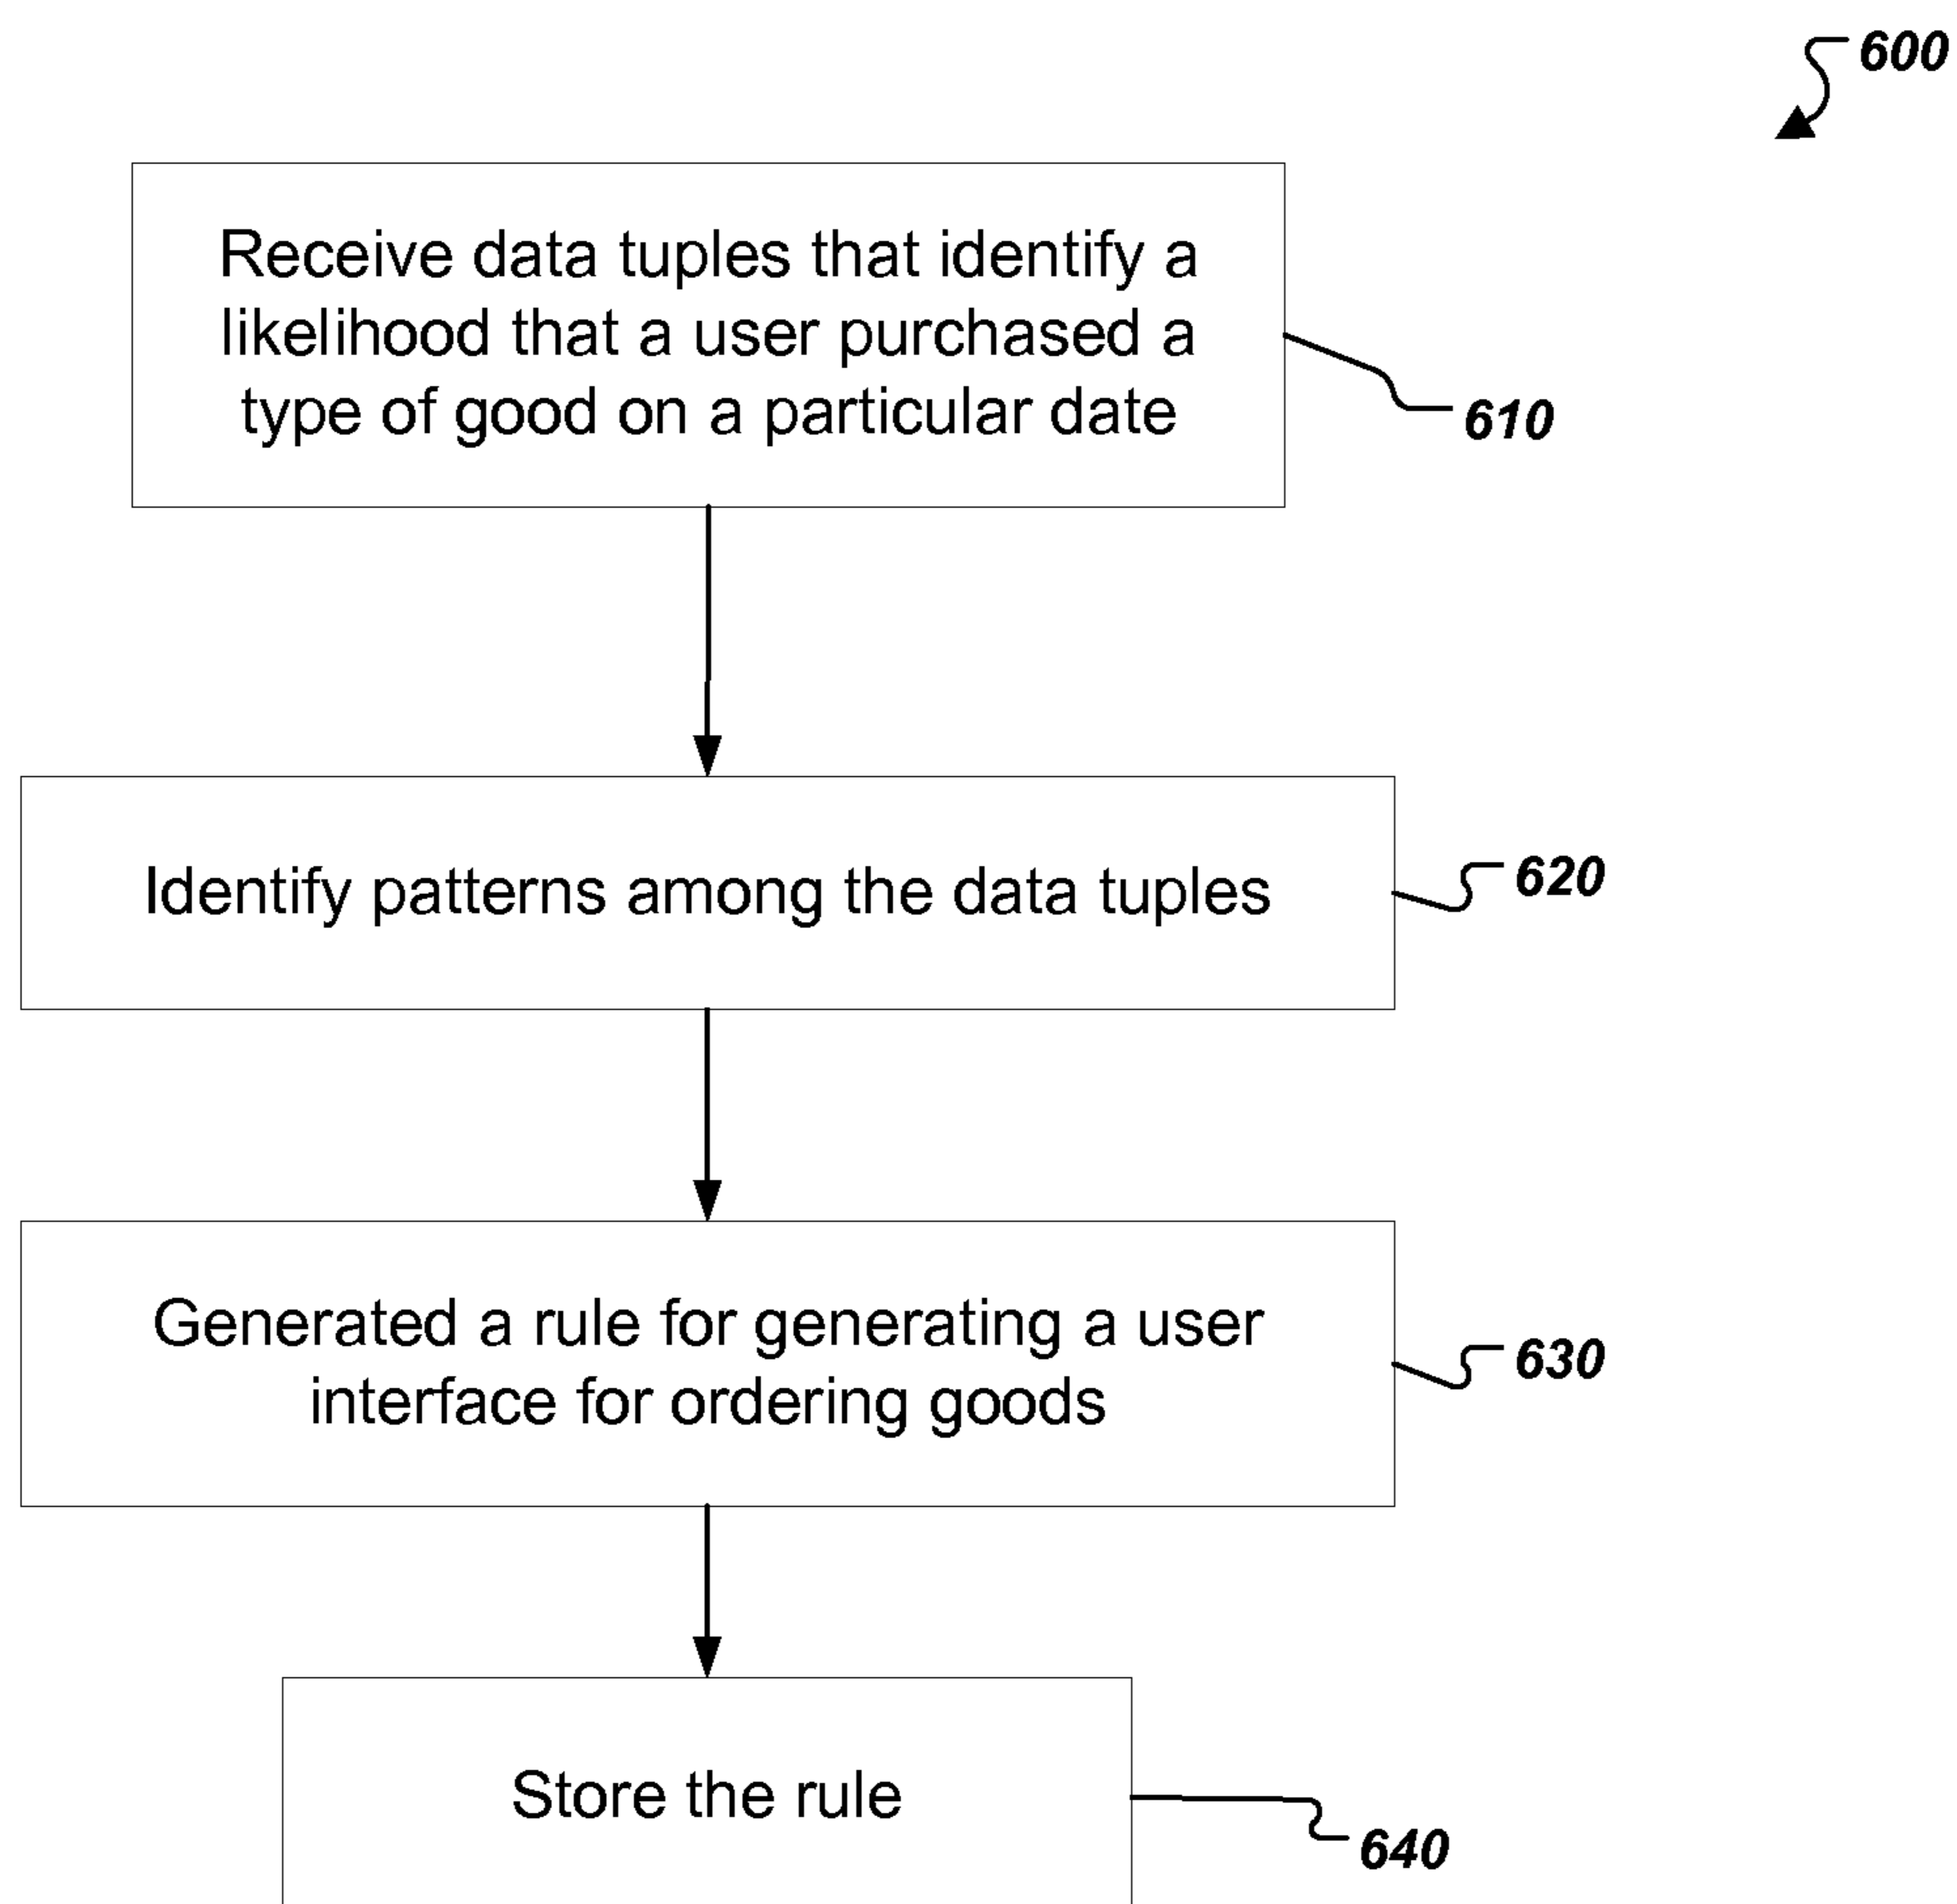 600
Receive data tuples that identify a
likelihood that a user purchased a
type of good on a particular date
610
Identify patterns among the data tuples
620
Generated a rule for generating a user
interface for ordering goods
630
Store the rule
640